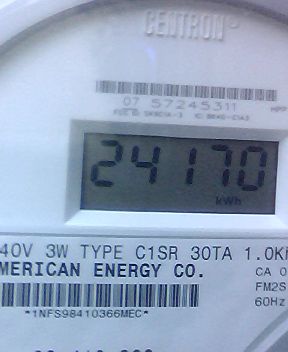 CENTRON®
07 57245311
24170
kWh
40V 3W TYPE C1SR 30TA 1.0K
MERICAN ENERGY CO.
CA 0
FM2S
60Hz
*1NFS98410366MEC*